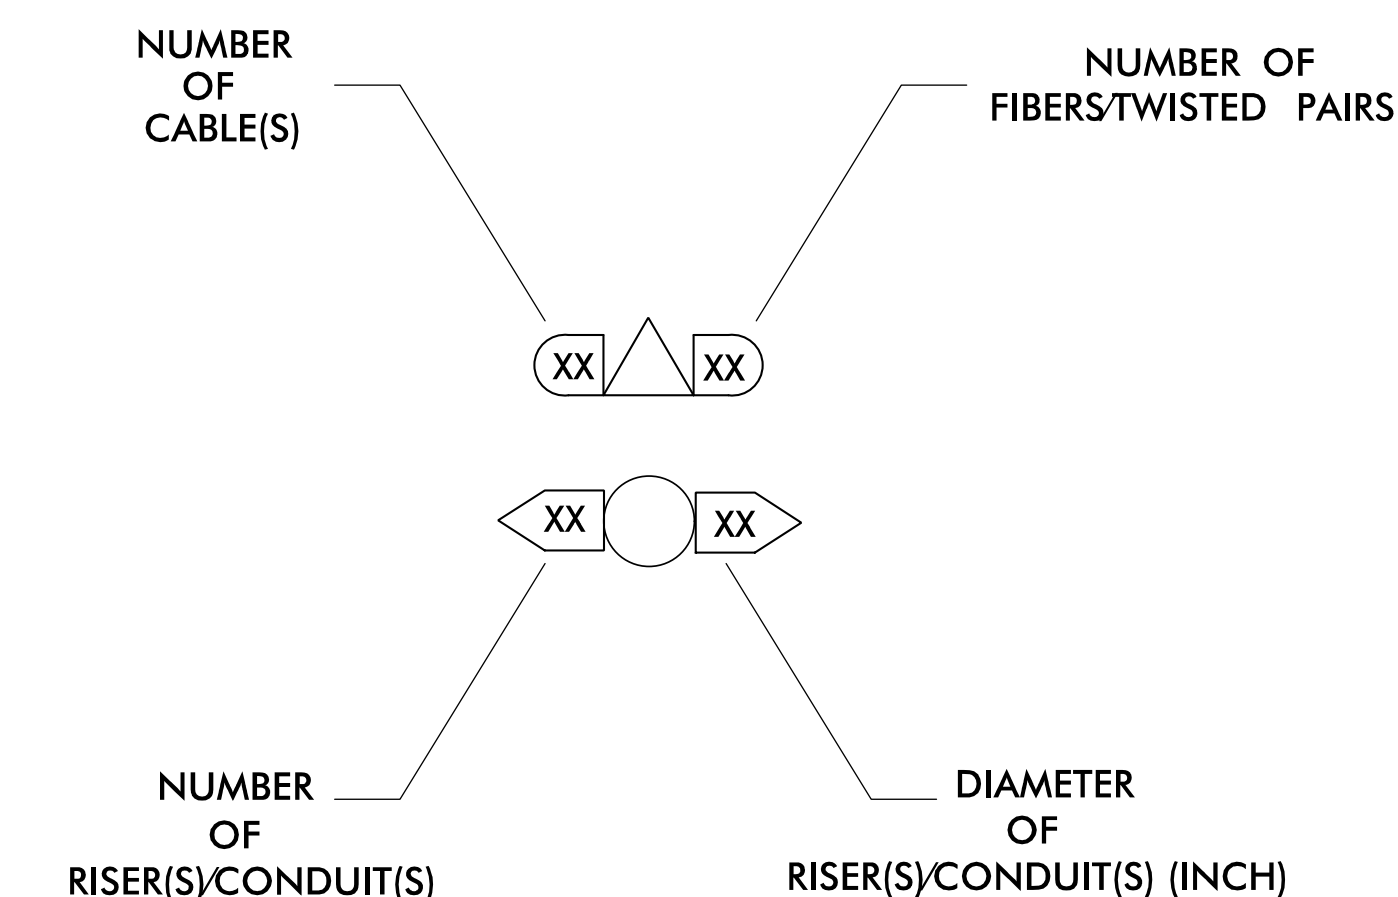 NUMBER
OF
CABLE(S)
NUMBER OF
FIBERS/TWISTED PAIRS
XX XX
XX XX
NUMBER
OF
RISER(S)/CONDUIT(S)
DIAMETER
OF
RISER(S)/CONDUIT(S) (INCH)